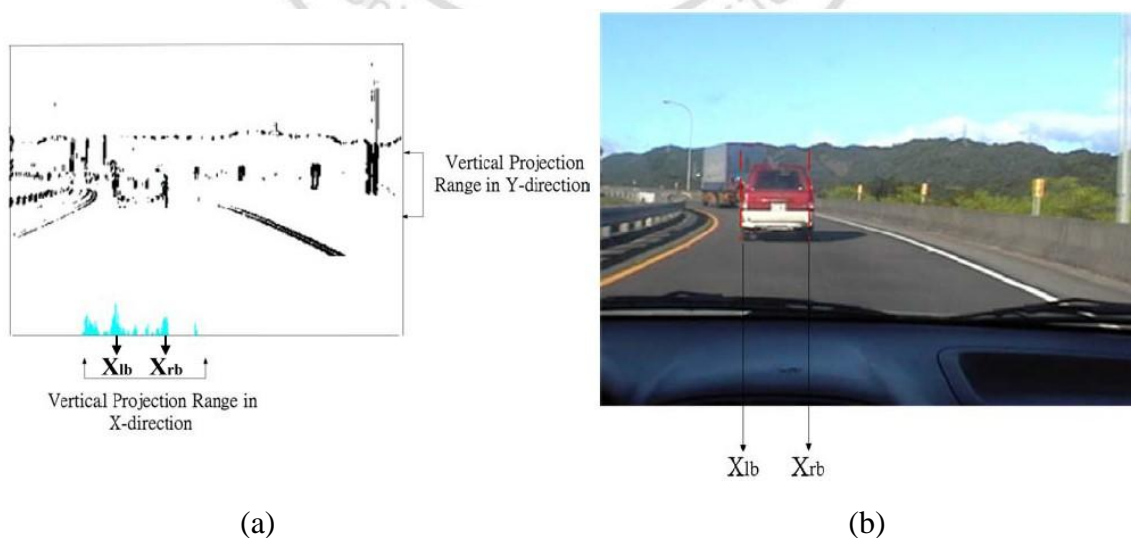 Vertical Projection
Range in Y-direction
Xlb Xrb
Vertical Projection Range in
X-direction
Xlb Xrb
(a) (b)